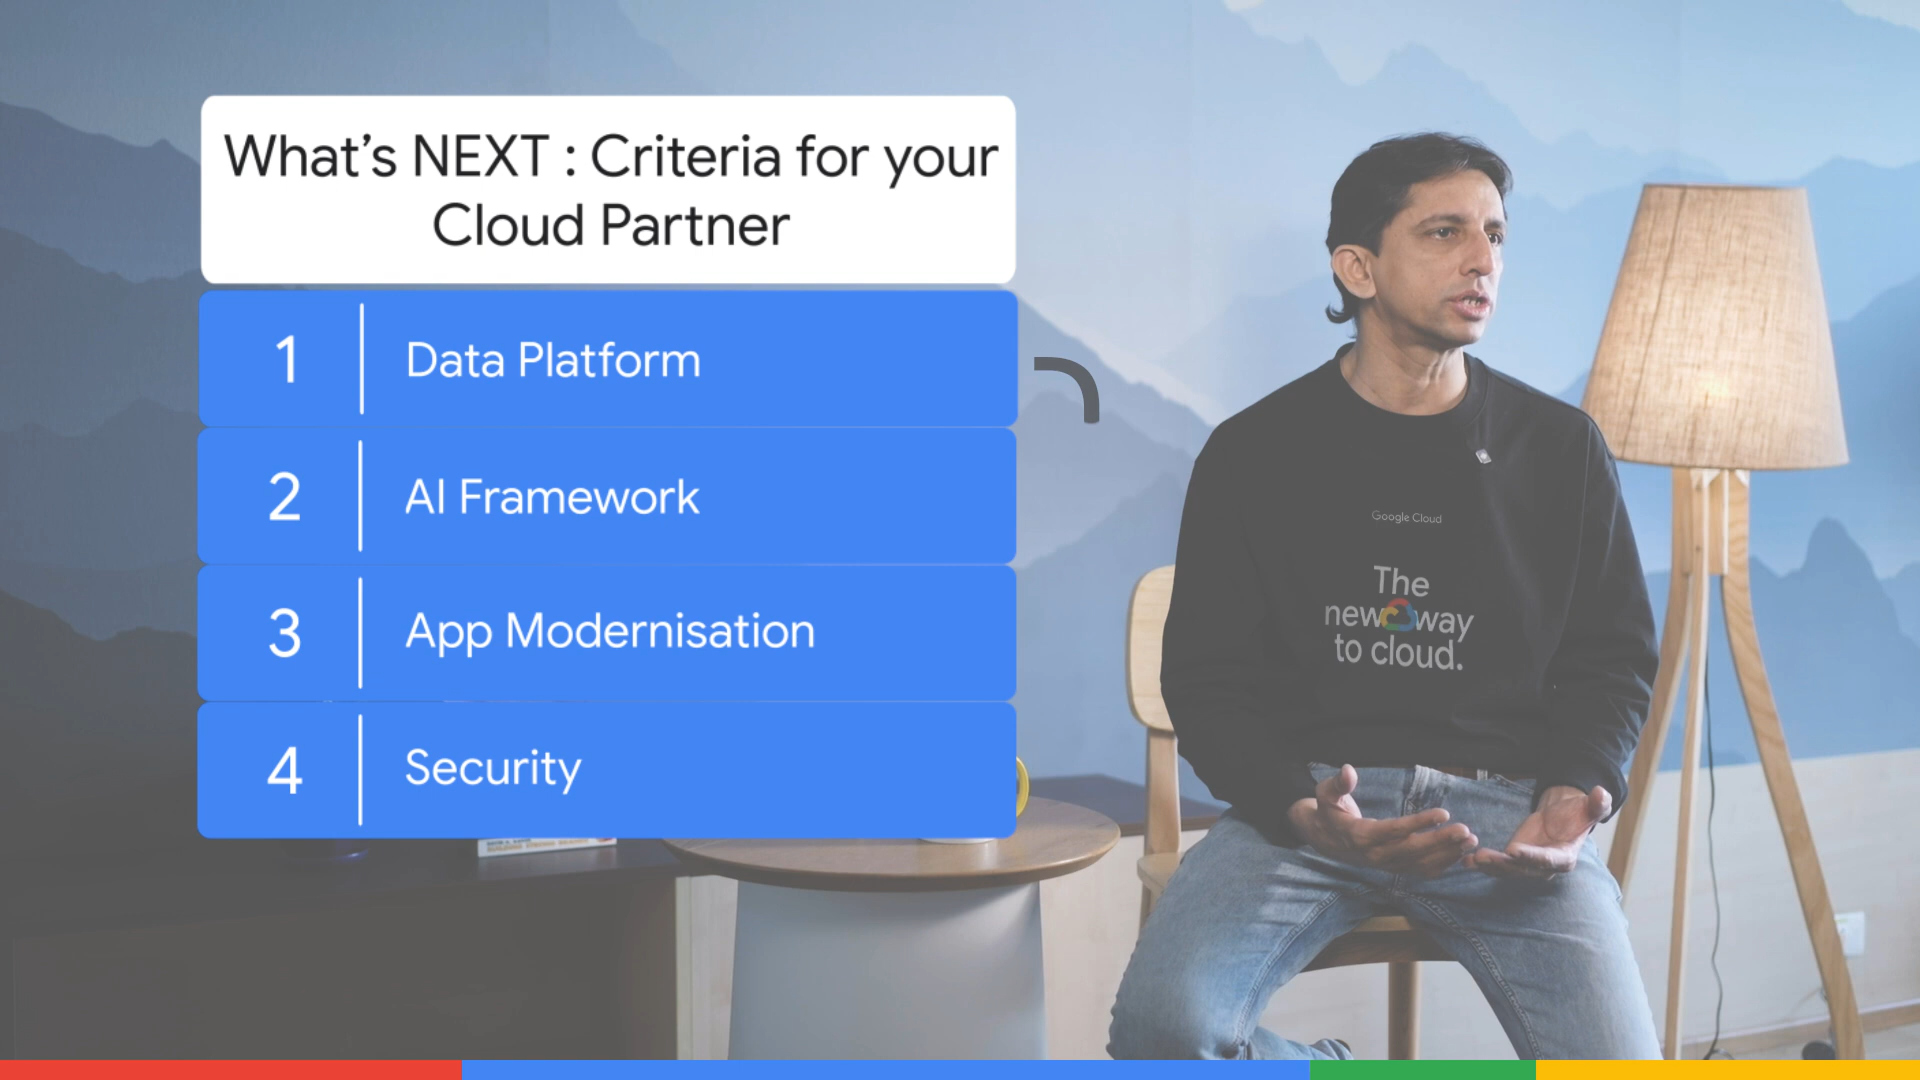 What's NEXT : Criteria for your
Cloud Partner
1 Data Platform
2 AI Framework
3 App Modernisation
4 Security
Google Cloud
The
new way
to cloud.